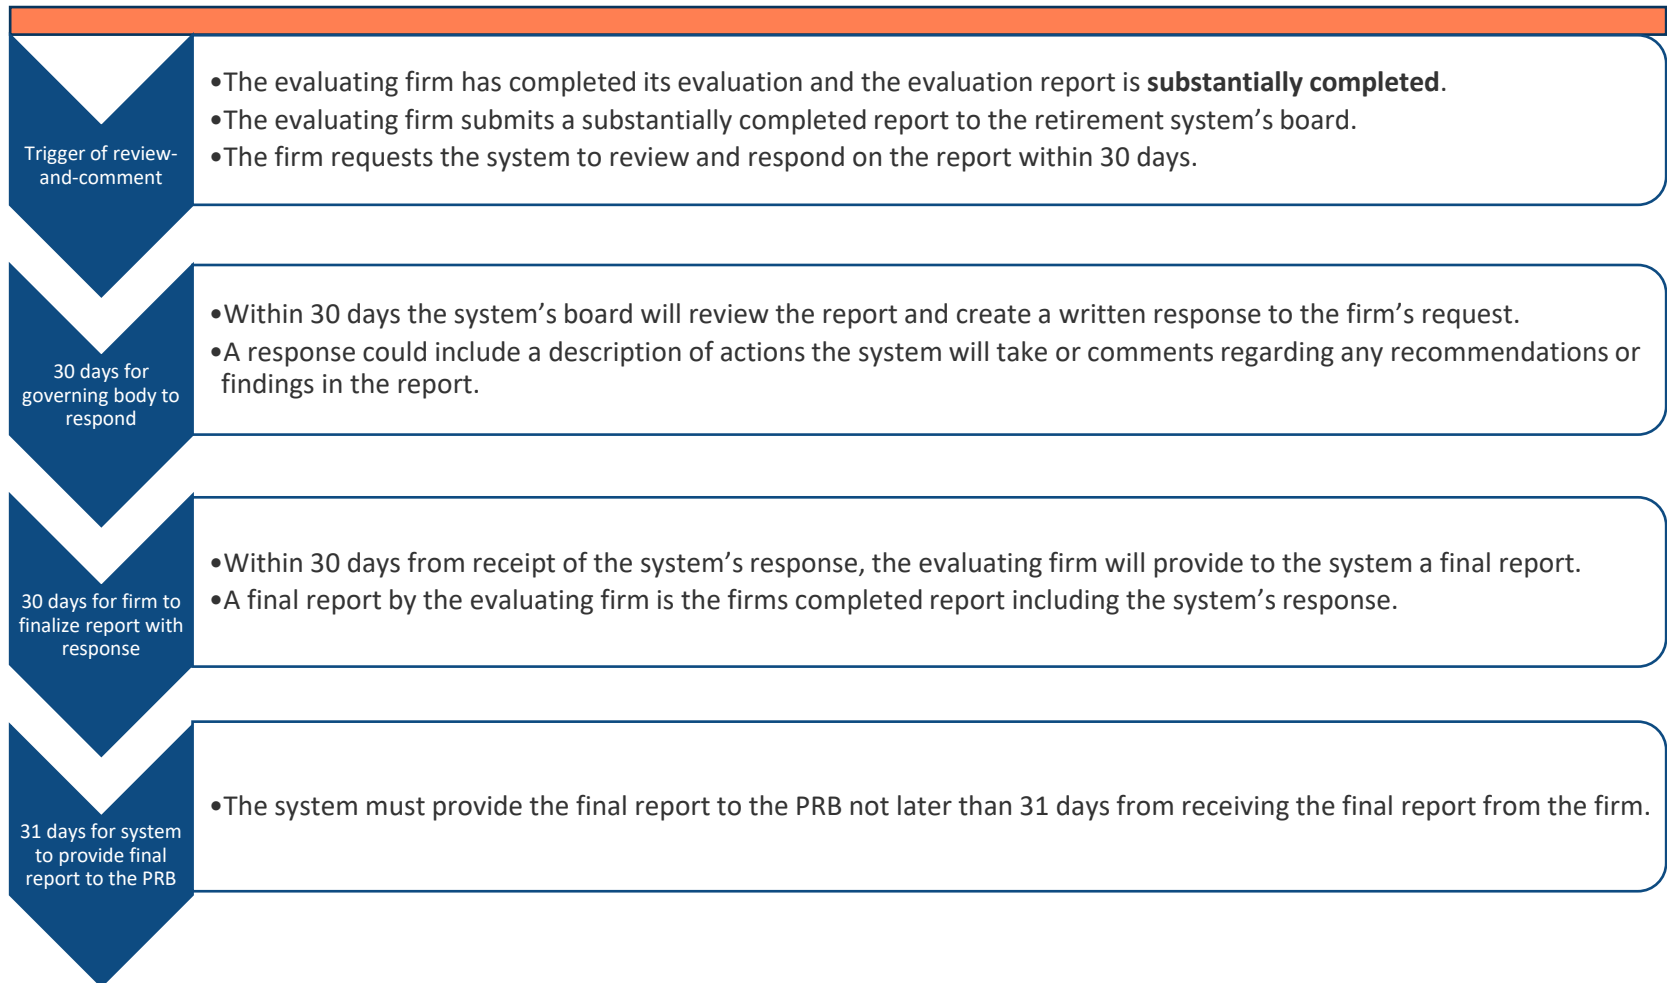 Trigger of review-
and-comment
•The evaluating firm has completed its evaluation and the evaluation report is substantially completed.
•The evaluating firm submits a substantially completed report to the retirement system’s board.
•The firm requests the system to review and respond on the report within 30 days.
30 days for
governing body to
respond
•Within 30 days the system’s board will review the report and create a written response to the firm’s request.
•A response could include a description of actions the system will take or comments regarding any recommendations or
findings in the report.
30 days for firm to
finalize report with
response
•Within 30 days from receipt of the system’s response, the evaluating firm will provide to the system a final report.
•A final report by the evaluating firm is the firms completed report including the system’s response.
31 days for system
to provide final
report to the PRB
•The system must provide the final report to the PRB not later than 31 days from receiving the final report from the firm.